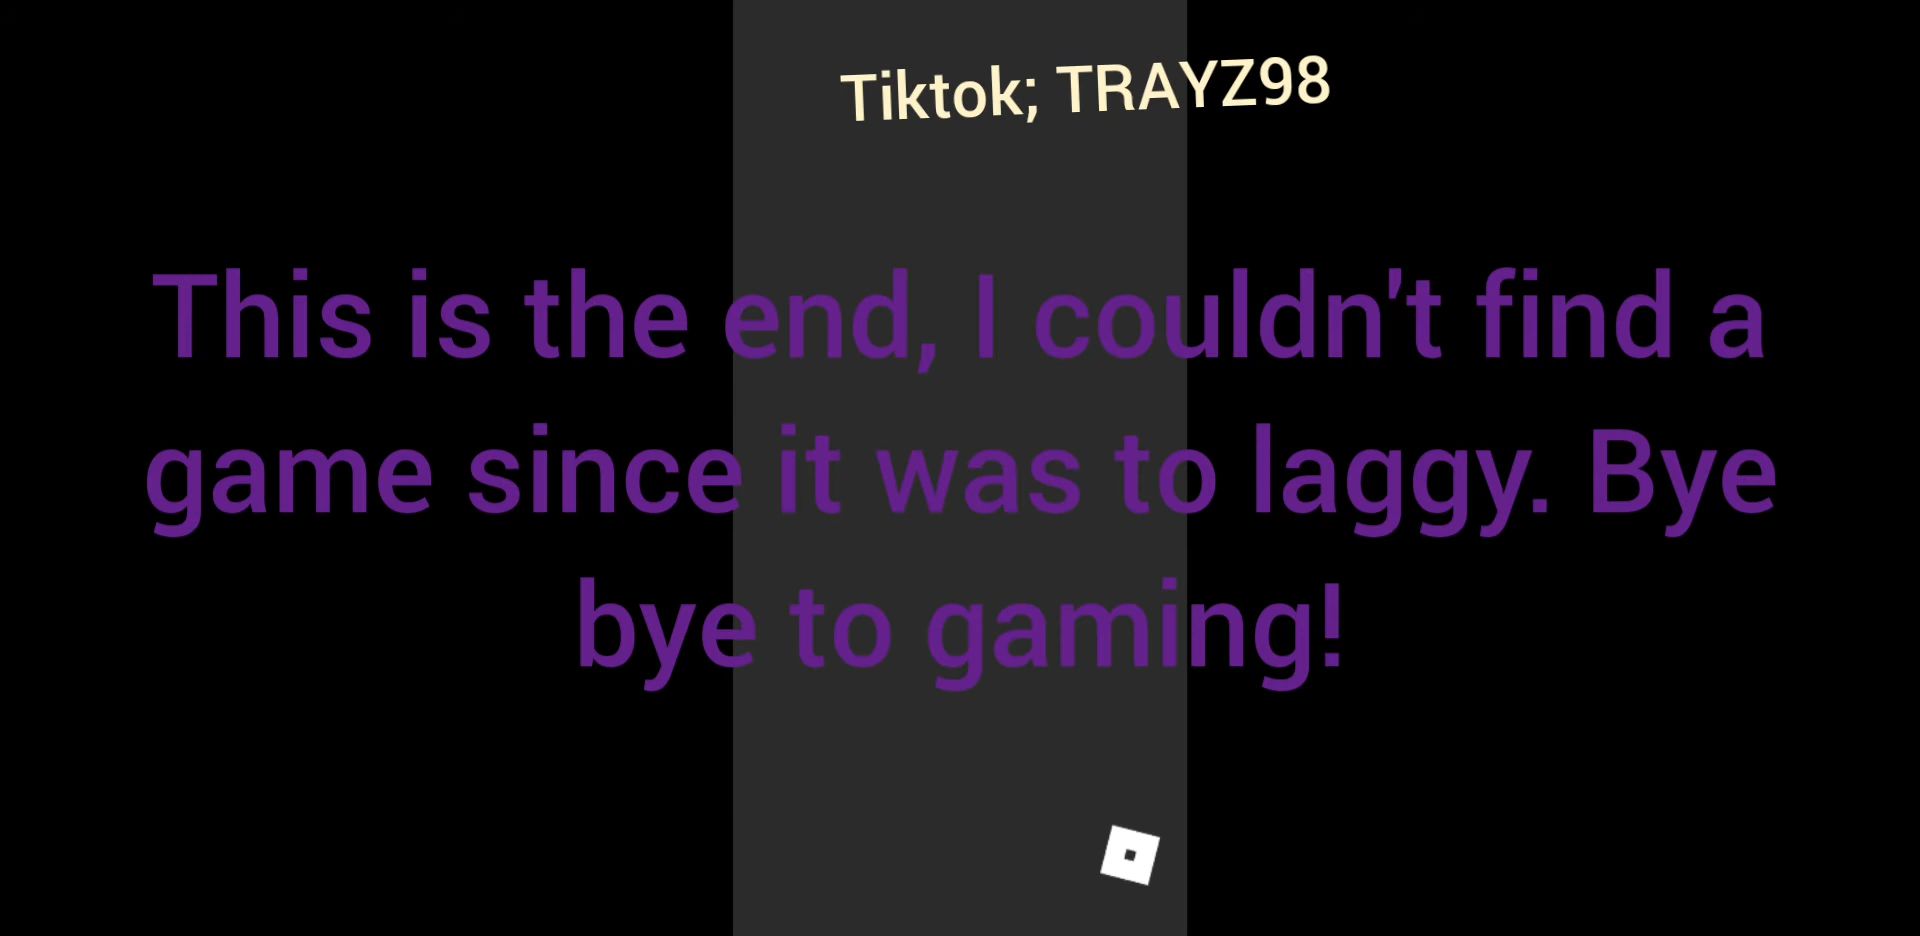 Tiktok; TRAYZ98
This is the end, I couldn't find a
game since it was to laggy. Bye
bye to gaming!